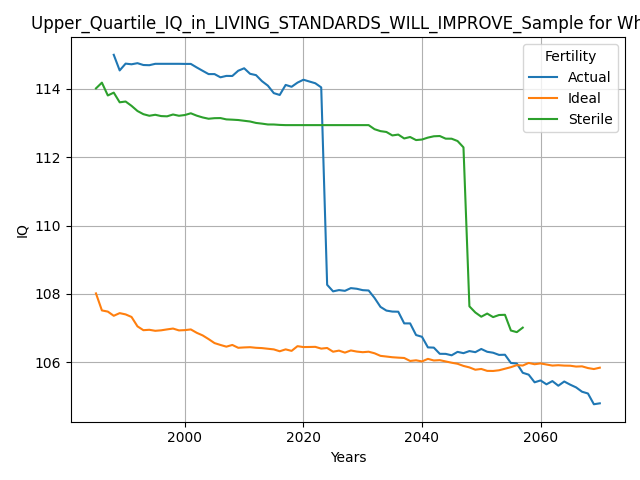 Upper_Quartile_IQ_in_LIVING_STANDARDS_WILL_IMPROVE_Sample for Wh
Fertility
Actual
Ideal
Sterile
114
112
110
108
106
IQ
2000
2020
2040
2060
Years